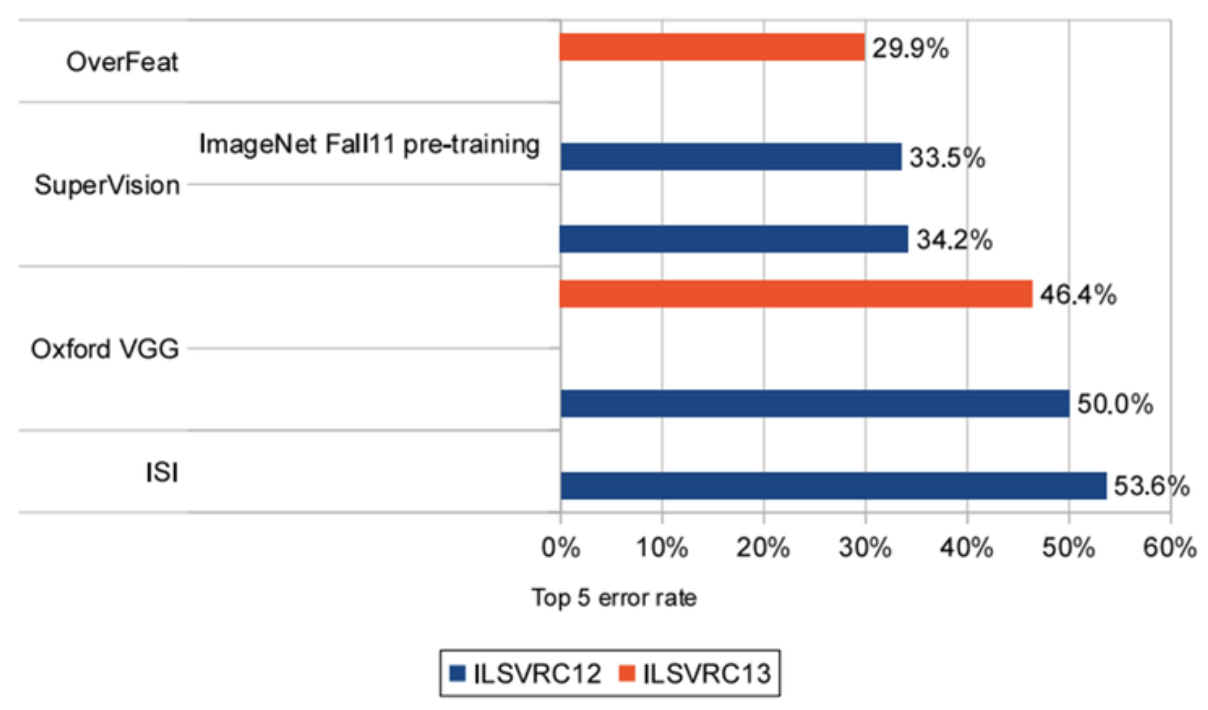 OverFeat
29.9%
ImageNet Fall11 pre-training
33.5%
SuperVision
34.2%
46.4%
Oxford VGG
50.0%
ISI
53.6%
0% 10% 20% 30% 40% 50% 60%
Top 5 error rate
ILSVRC12 ILSVRC13